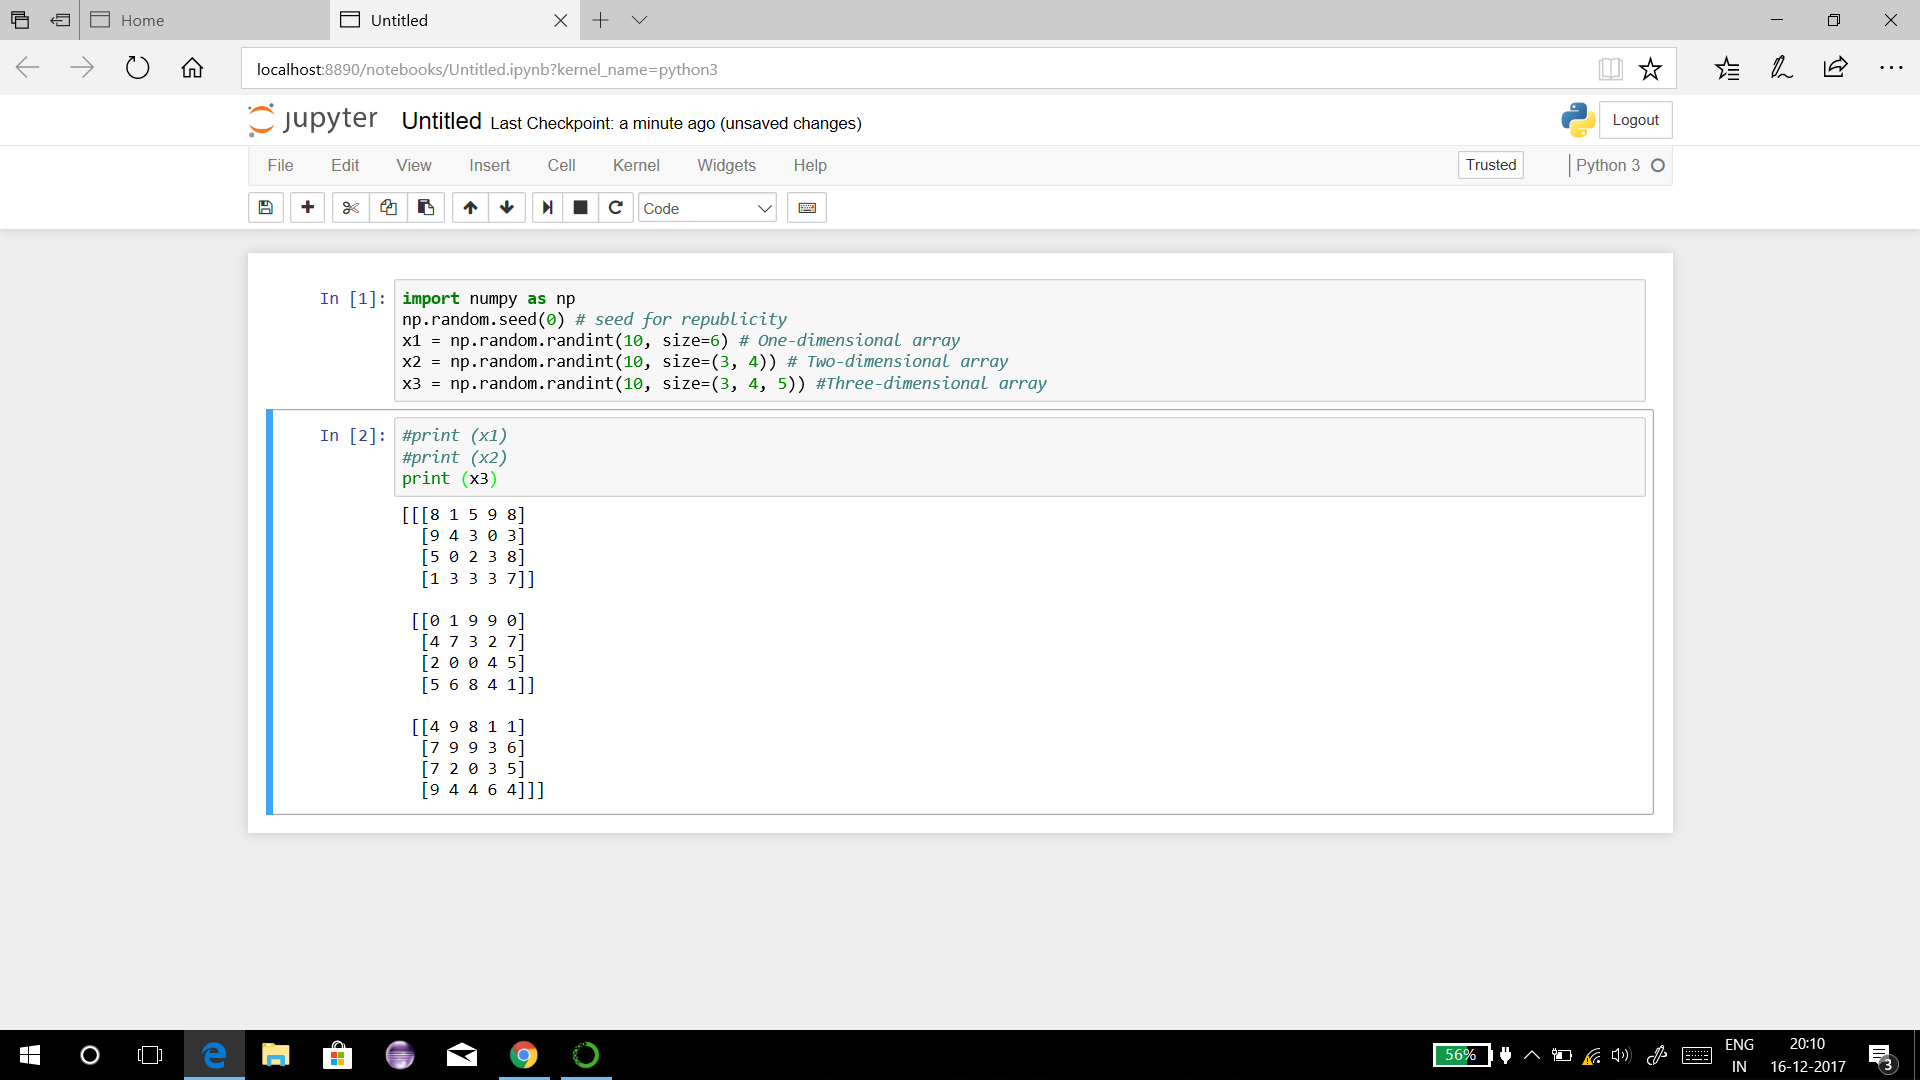 Home
Untitled
localhost:8890/notebooks/Untitled.ipynb?kernel_name=python3
jupyter Untitled Last Checkpoint: a minute ago (unsaved changes)
Logout
File Edit View Insert Cell Kernel Widgets Help
Trusted
Python 3
Code
In [1]:
import numpy as np
np.random.seed(0) # seed for republicity
x1 = np.random.randint(10, size=6) # One-dimensional array
x2 = np.random.randint(10, size=(3, 4)) # Two-dimensional array
x3 = np.random.randint(10, size=(3, 4, 5)) #Three-dimensional array
In [2]:
#print (x1)
#print (x2)
print (x3)
[[[8 1 5 9 8]
[9 4 3 0 3]
[5 0 2 3 8]
[1 3 3 3 7]]
[[0 1 9 9 0]
[4 7 3 2 7]
[2 0 0 4 5]
[5 6 8 4 1]]
[[4 9 8 1 1]
[7 9 9 3 6]
[7 2 0 3 5]
[9 4 4 6 4]]]
56%
ENG
IN
20:10
16-12-2017
3